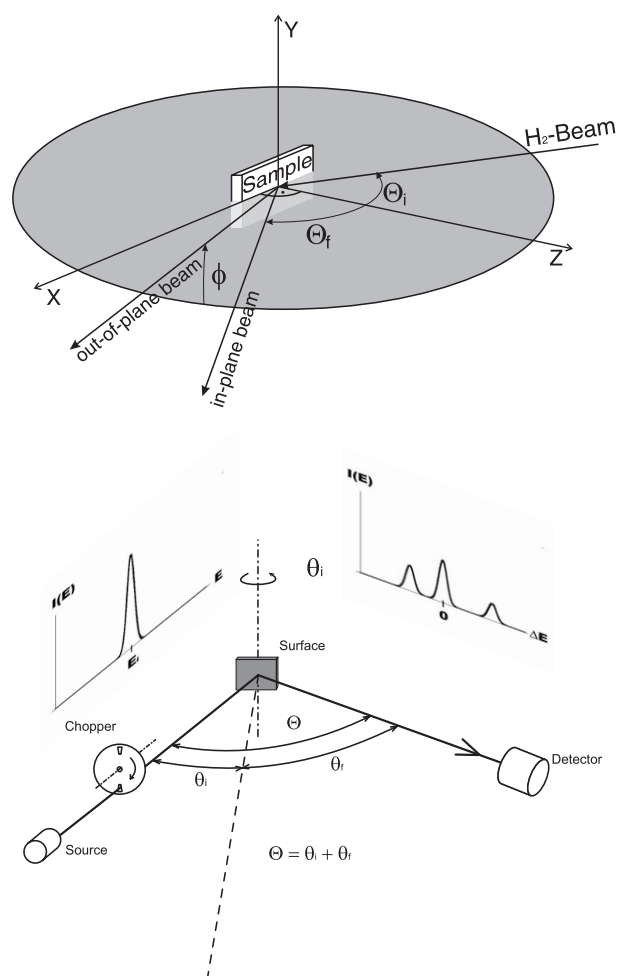 Y
H₂-Beam
Sample
Θi
Θf
Z
X
ϕ
out-of-plane beam
in-plane beam
I(E)
E
Ei
θi
I(E)
0
ΔE
Surface
Chopper
Θ
θi
θf
Detector
Source
Θ = θi + θf